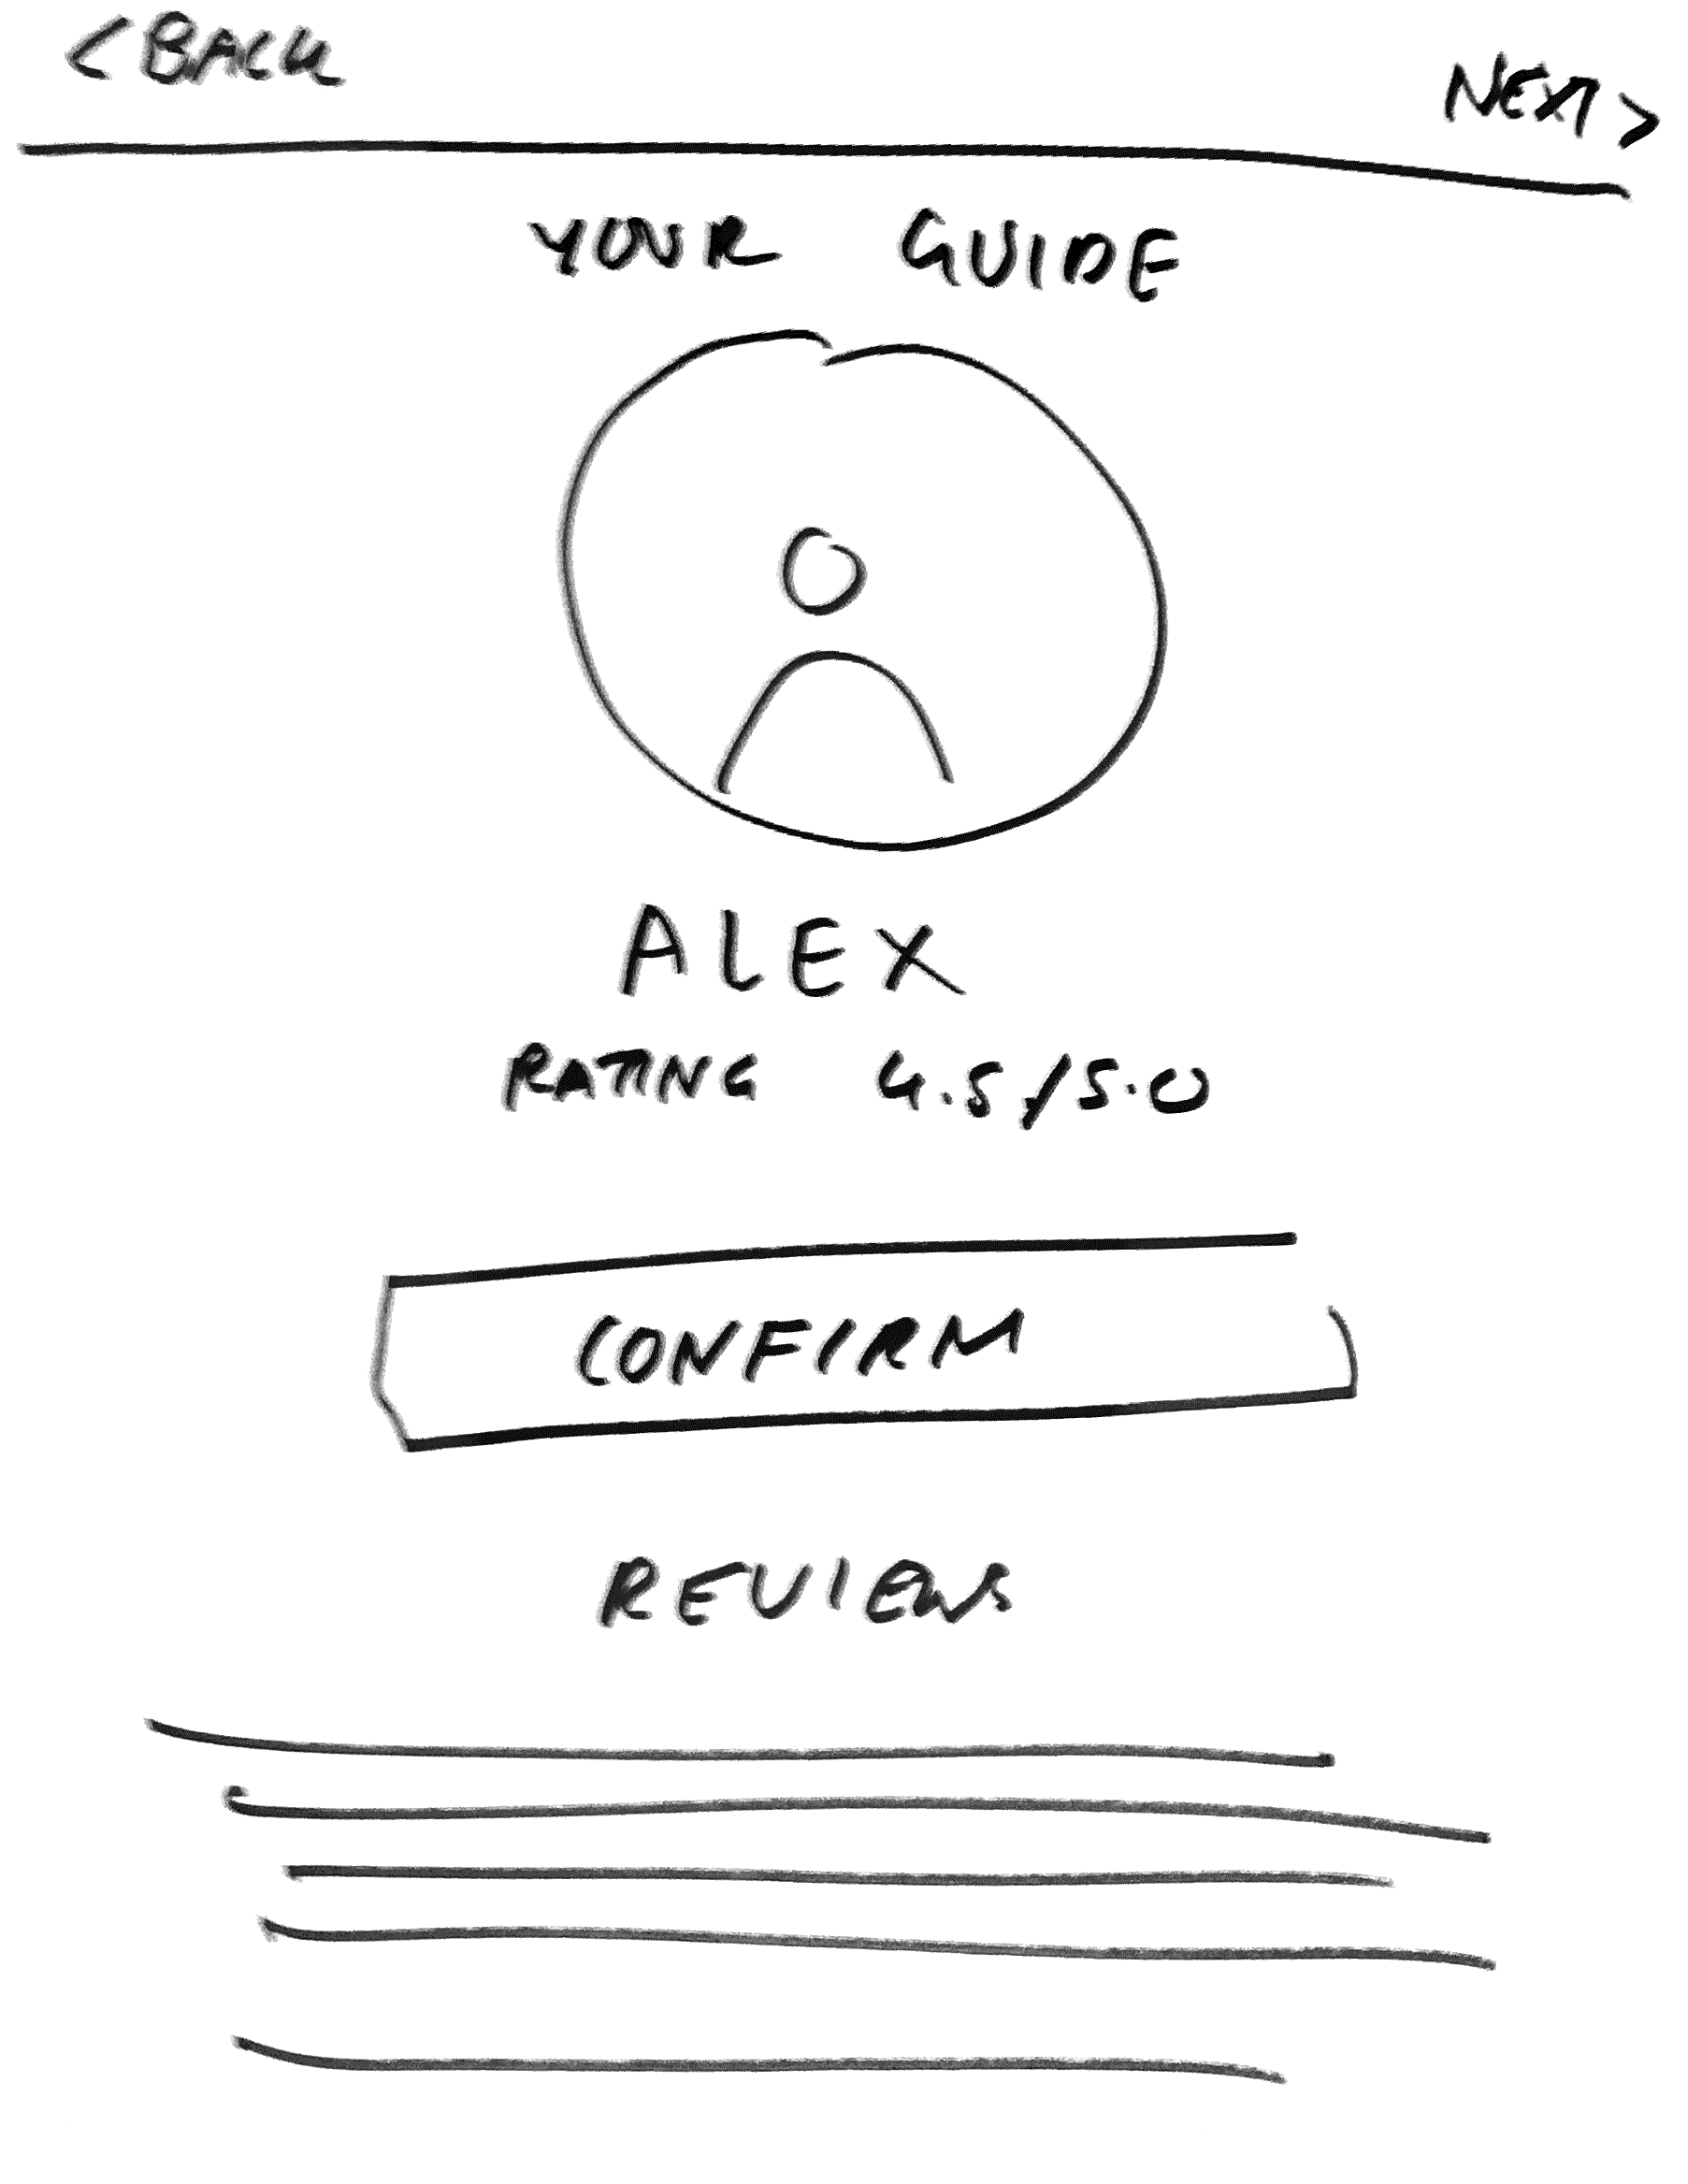 < BACK
NEXT >
YOUR GUIDE
ALEX
RATING 4.5/5.0
CONFIRM
REVIEWS